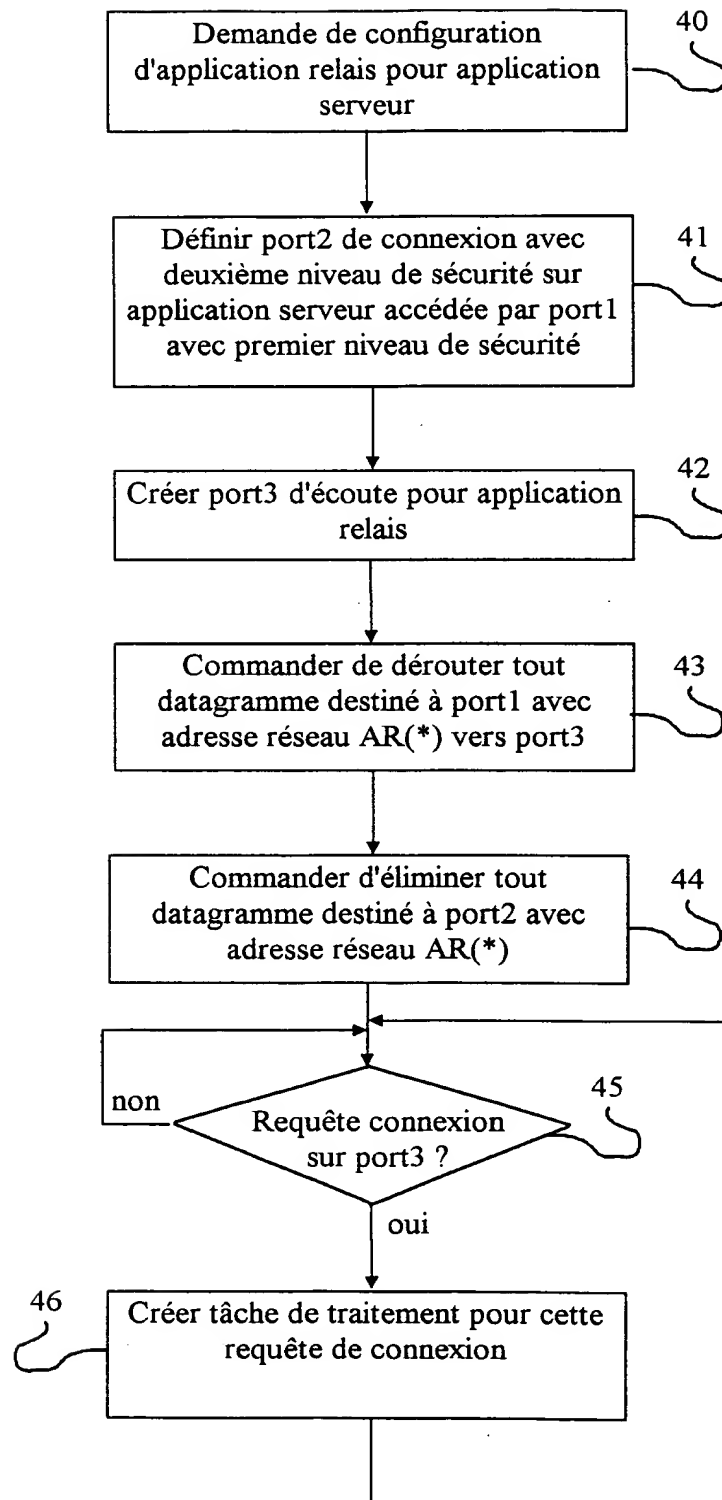 Demande de configuration
d'application relais pour application
serveur
40
Définir port2 de connexion avec
deuxième niveau de sécurité sur
application serveur accédée par port1
avec premier niveau de sécurité
41
Créer port3 d'écoute pour application
relais
42
Commander de dérouter tout
datagramme destiné à port1 avec
adresse réseau AR(*) vers port3
43
Commander d'éliminer tout
datagramme destiné à port2 avec
adresse réseau AR(*)
44
non
Requête connexion
sur port3 ?
45
oui
46
Créer tâche de traitement pour cette
requête de connexion